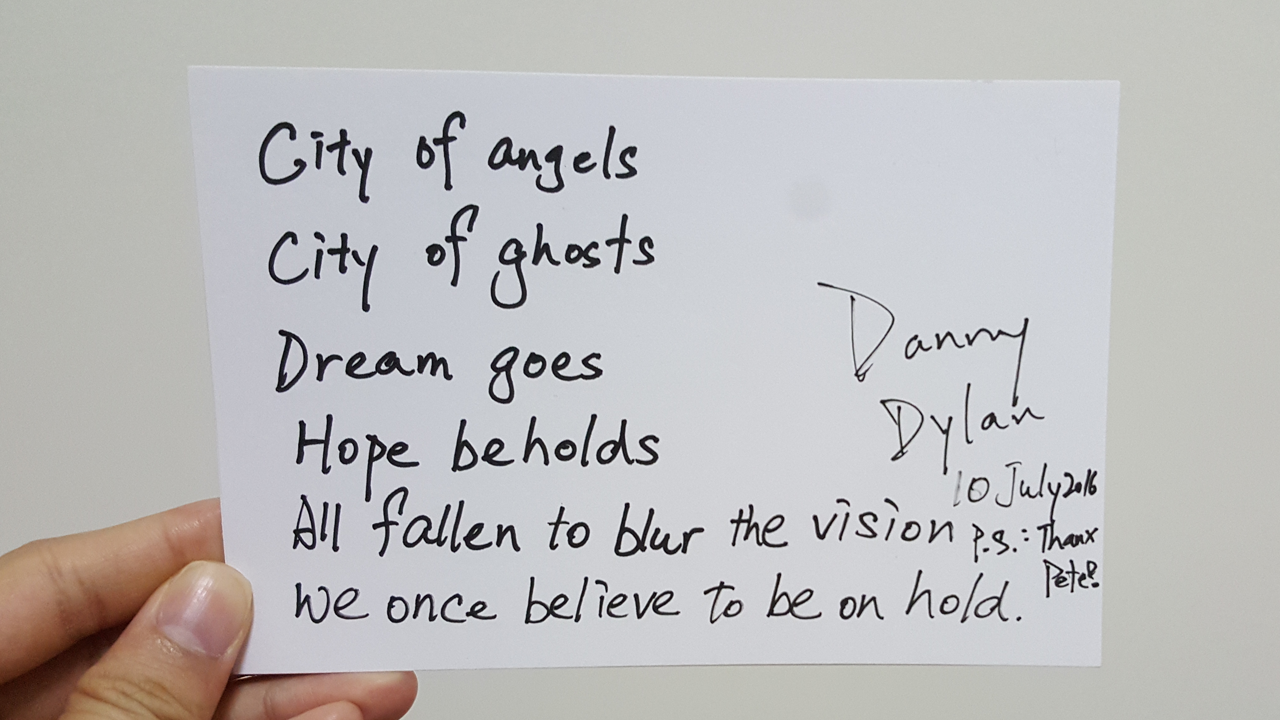 City of angels
City of ghosts
Dream goes
Hope beholds
All fallen to blur the vision
we once believe to be on hold.
Danny
Dylan
10 July 2016
P.S.: Thanx
Pete!